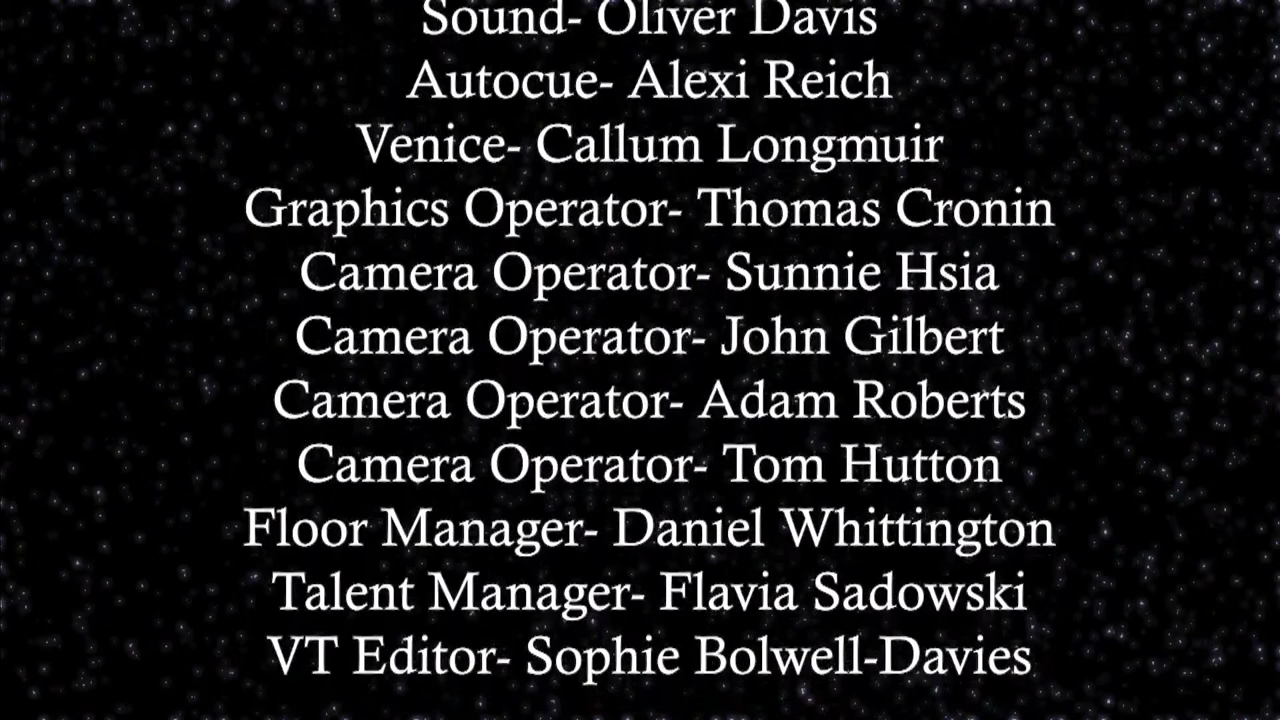 Sound- Oliver Davis
Autocue- Alexi Reich
Venice- Callum Longmuir
Graphics Operator- Thomas Cronin
Camera Operator- Sunnie Hsia
Camera Operator- John Gilbert
Camera Operator- Adam Roberts
Camera Operator- Tom Hutton
Floor Manager- Daniel Whittington
Talent Manager- Flavia Sadowski
VT Editor- Sophie Bolwell-Davies